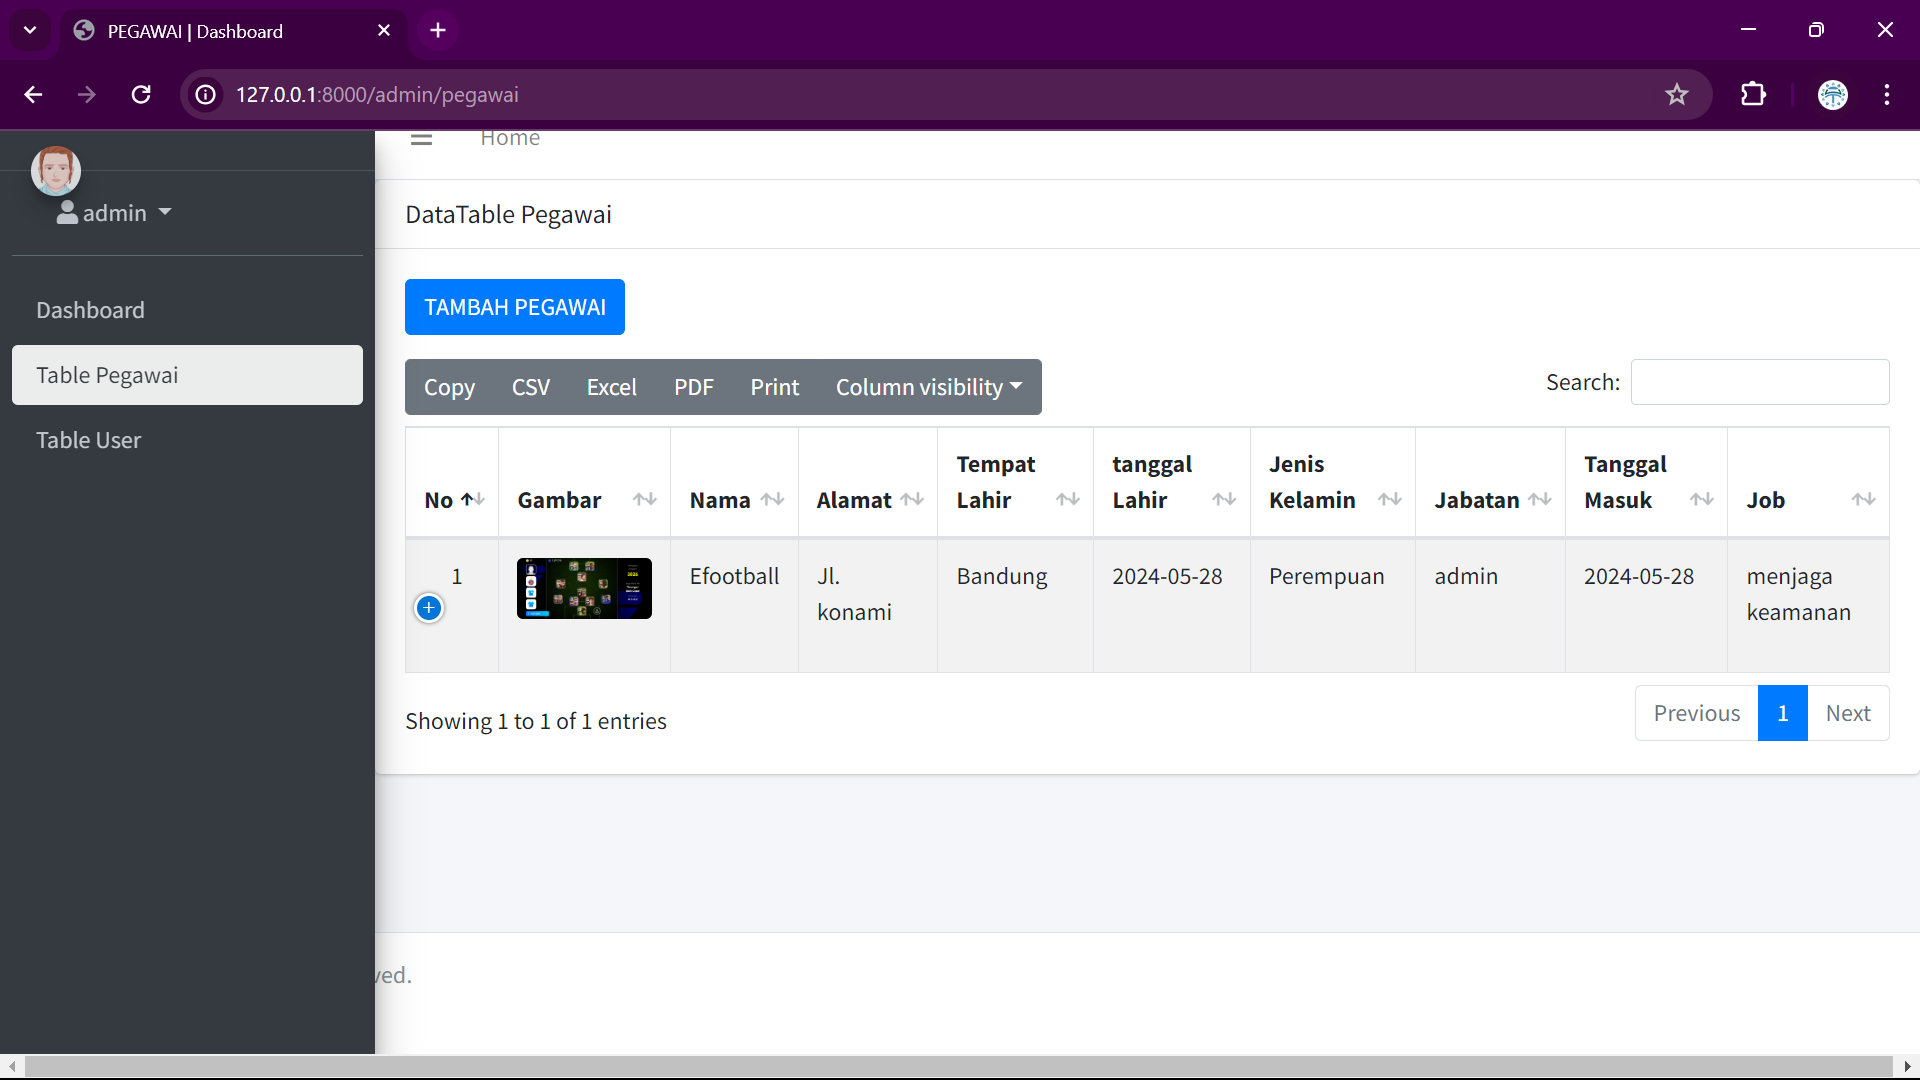 PEGAWAI | Dashboard
127.0.0.1:8000/admin/pegawai
Home
admin
Dashboard
Table Pegawai
Table User
DataTable Pegawai
TAMBAH PEGAWAI
Copy CSV Excel PDF Print Column visibility
Search:
No Gambar Nama Alamat Tempat Lahir tanggal Lahir Jenis Kelamin Jabatan Tanggal Masuk Job
1 Efootball Jl. konami Bandung 2024-05-28 Perempuan admin 2024-05-28 menjaga keamanan
Showing 1 to 1 of 1 entries
Previous 1 Next
ved.